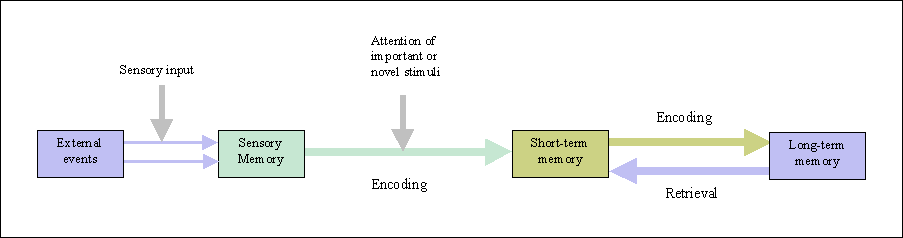 Attention of
important or
novel stimuli
Sensory input
External
events
Sensory
Memory
Encoding
Short-term
memory
Encoding
Retrieval
Long-term
memory